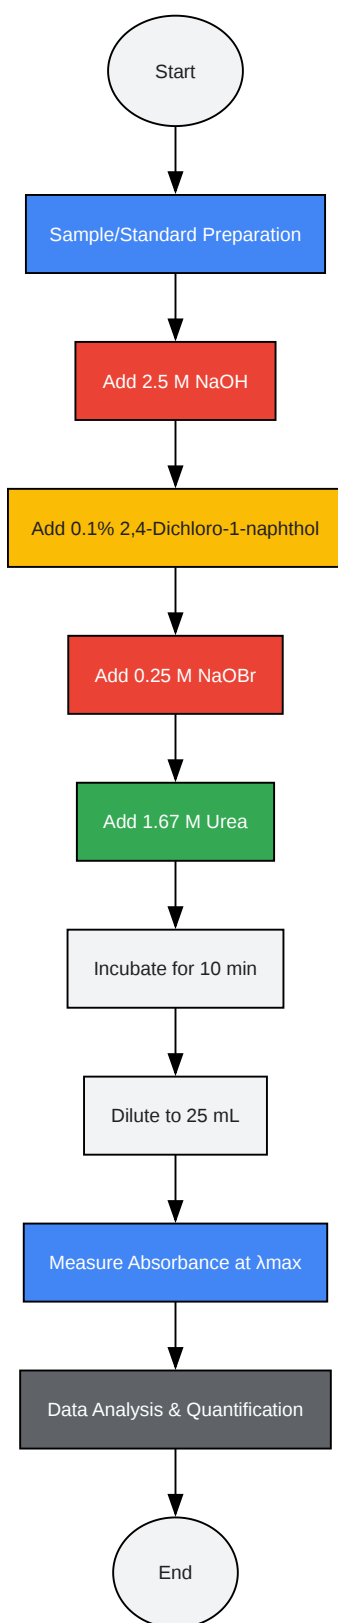 Start
Sample/Standard Preparation
Add 2.5 M NaOH
Add 0.1% 2,4-Dichloro-1-naphthol
Add 0.25 M NaOBr
Add 1.67 M Urea
Incubate for 10 min
Dilute to 25 mL
Measure Absorbance at λmax
Data Analysis & Quantification
End